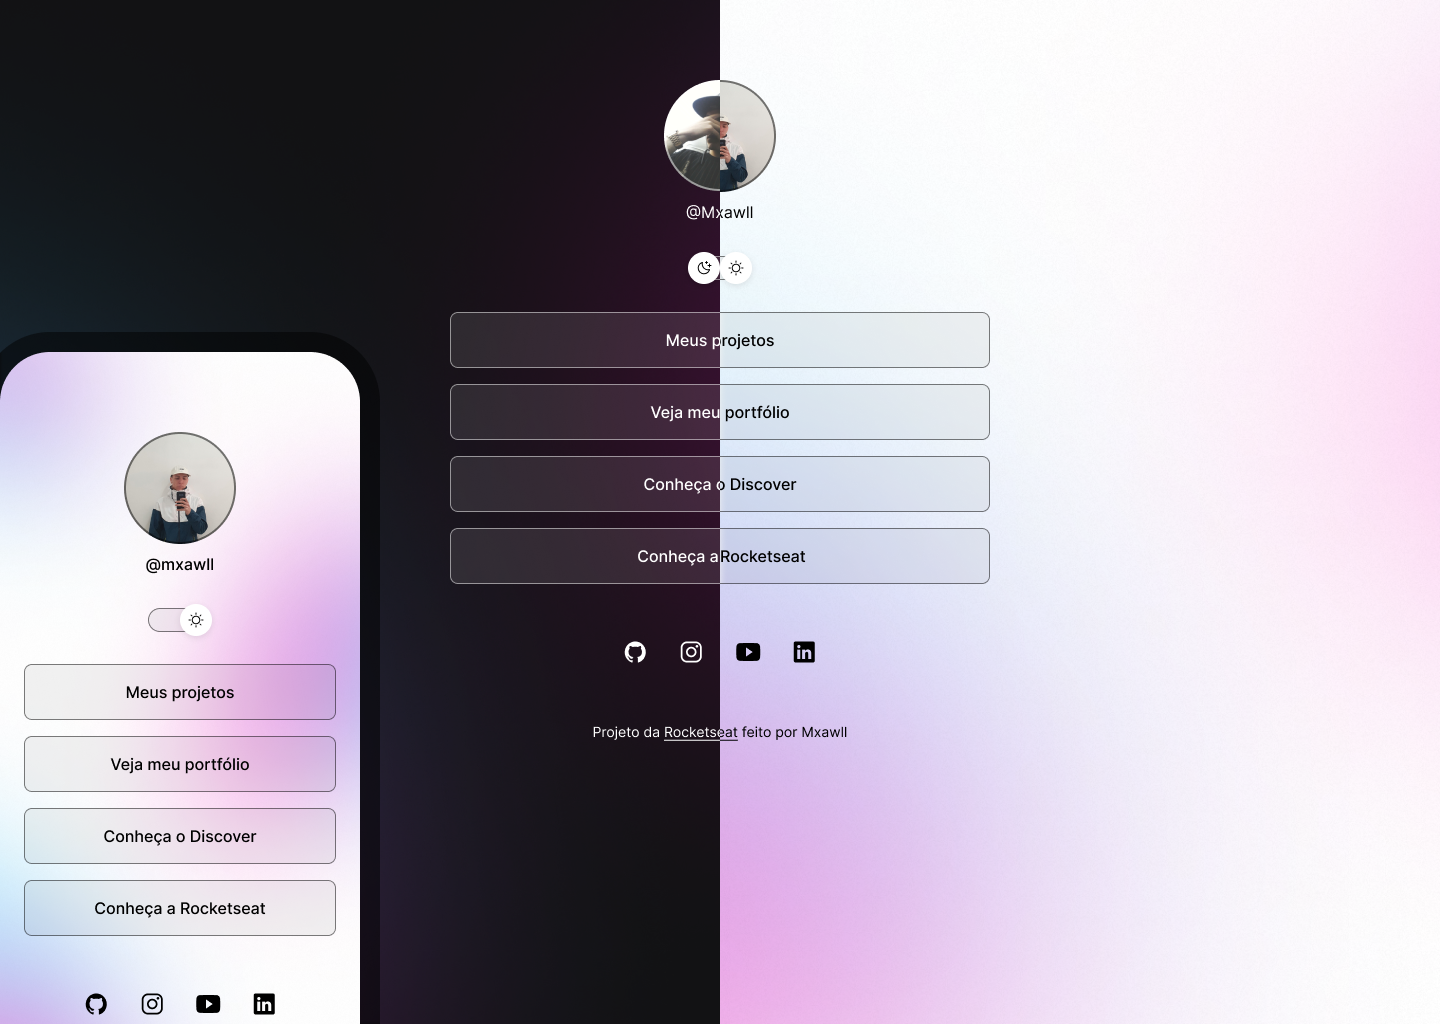 @Mxawll
Meus projetos
Veja meu portfólio
Conheça o Discover
Conheça a Rocketseat
Projeto da Rocketseat feito por Mxawll
@mxawll
Meus projetos
Veja meu portfólio
Conheça o Discover
Conheça a Rocketseat